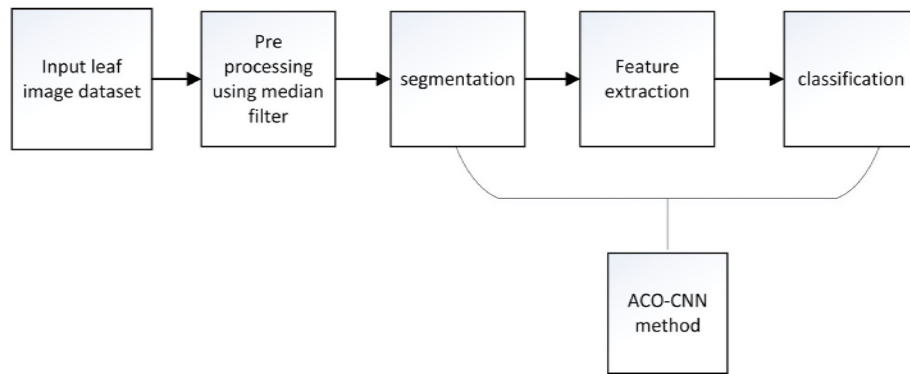 Input leaf
image dataset
Pre
processing
using median
filter
segmentation
Feature
extraction
classification
ACO-CNN
method